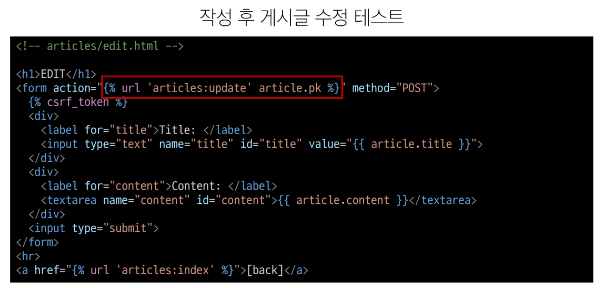 작성 후 게시글 수정 테스트
<!-- articles/edit.html -->
<h1>EDIT</h1>
<form action="{% url 'articles:update' article.pk %}" method="POST">
{% csrf_token %}
<div>
<label for="title">Title: </label>
<input type="text" name="title" id="title" value="{{ article.title }}">
</div>
<div>
<label for="content">Content: </label>
<textarea name="content" id="content">{{ article.content }}</textarea>
</div>
<input type="submit">
</form>
<hr>
<a href="{% url 'articles:index' %}">[back]</a>